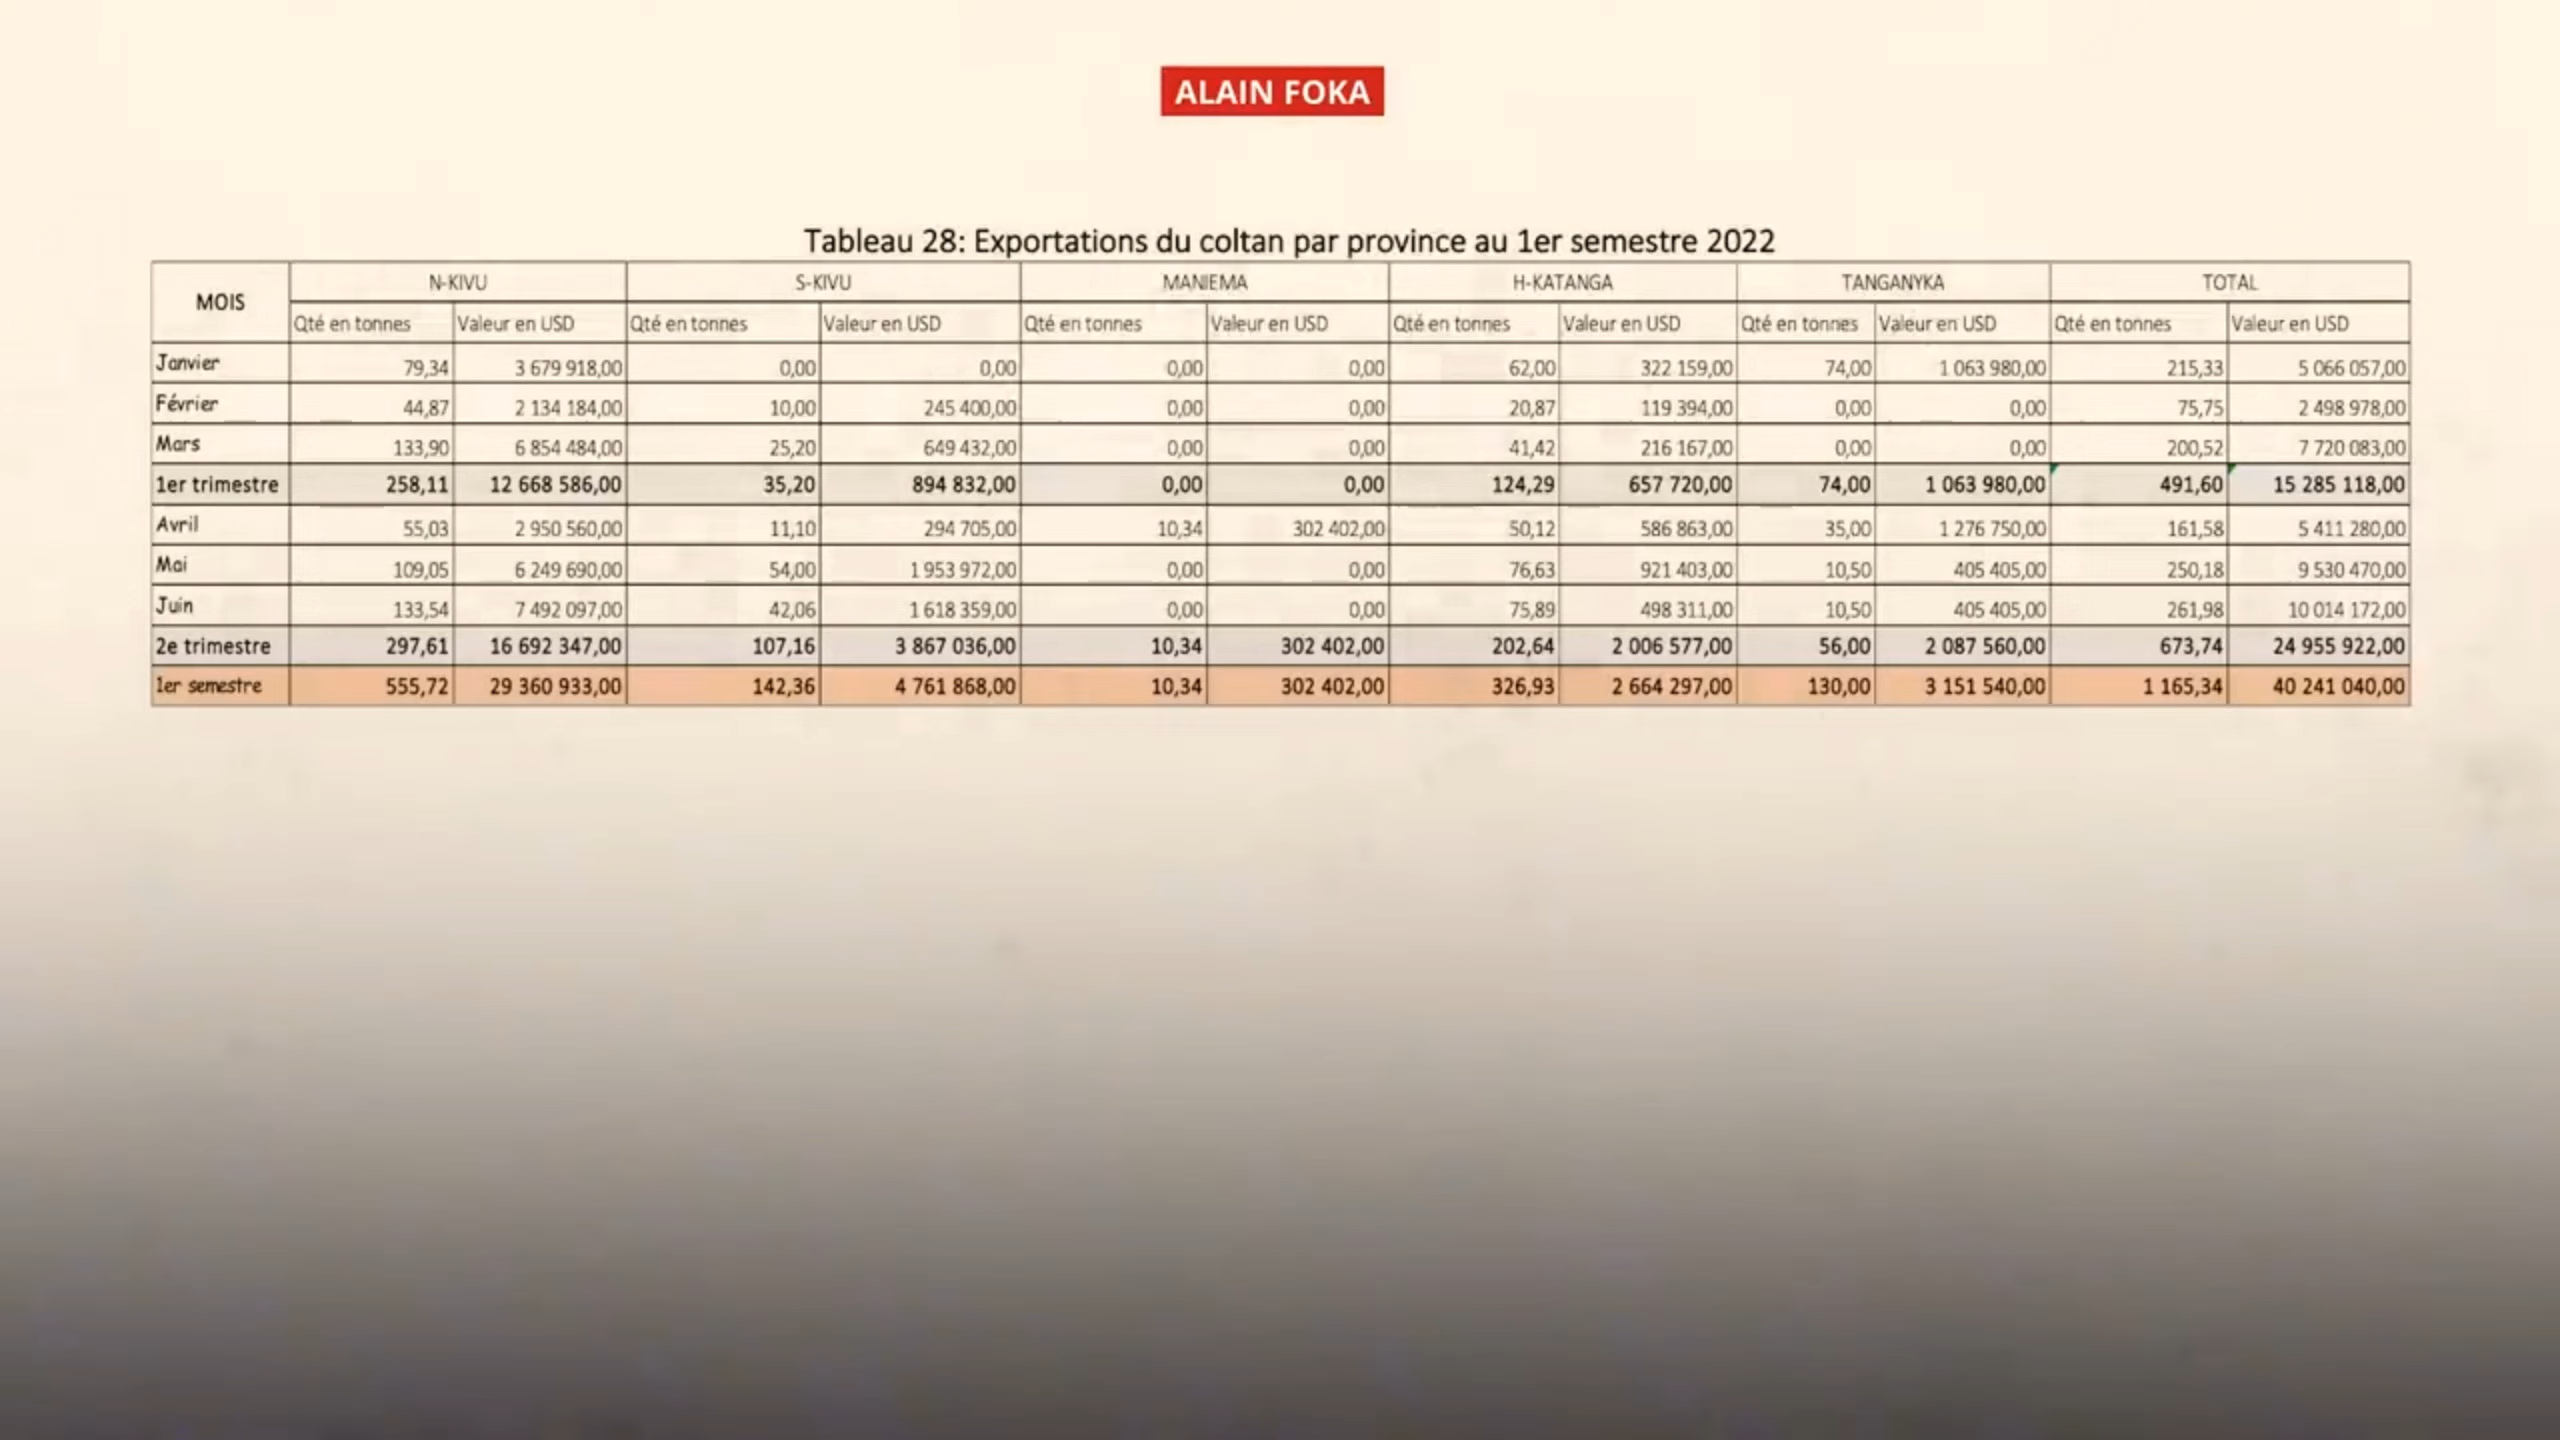 ALAIN FOKA
Tableau 28: Exportations du coltan par province au 1er semestre 2022
MOIS N-KIVU S-KIVU MANIEMA H-KATANGA TANGANYKA TOTAL
Qté en tonnes Valeur en USD Qté en tonnes Valeur en USD Qté en tonnes Valeur en USD Qté en tonnes Valeur en USD Qté en tonnes Valeur en USD Qté en tonnes Valeur en USD
Janvier 79,34 3 679 918,00 0,00 0,00 0,00 0,00 62,00 322 159,00 74,00 1 063 980,00 215,33 5 066 057,00
Février 44,87 2 134 184,00 10,00 245 400,00 0,00 0,00 20,87 119 394,00 0,00 0,00 75,75 2 498 978,00
Mars 133,90 6 854 484,00 25,20 649 432,00 0,00 0,00 41,42 216 167,00 0,00 0,00 200,52 7 720 083,00
1er trimestre 258,11 12 668 586,00 35,20 894 832,00 0,00 0,00 124,29 657 720,00 74,00 1 063 980,00 491,60 15 285 118,00
Avril 55,03 2 950 560,00 11,10 294 705,00 10,34 302 402,00 50,12 586 863,00 35,00 1 276 750,00 161,58 5 411 280,00
Mai 109,05 6 249 690,00 54,00 1 953 972,00 0,00 0,00 76,63 921 403,00 10,50 405 405,00 250,18 9 530 470,00
Juin 133,54 7 492 097,00 42,06 1 618 359,00 0,00 0,00 75,89 498 311,00 10,50 405 405,00 261,98 10 014 172,00
2e trimestre 297,61 16 692 347,00 107,16 3 867 036,00 10,34 302 402,00 202,64 2 006 577,00 56,00 2 087 560,00 673,74 24 955 922,00
1er semestre 555,72 29 360 933,00 142,36 4 761 868,00 10,34 302 402,00 326,93 2 664 297,00 130,00 3 151 540,00 1 165,34 40 241 040,00